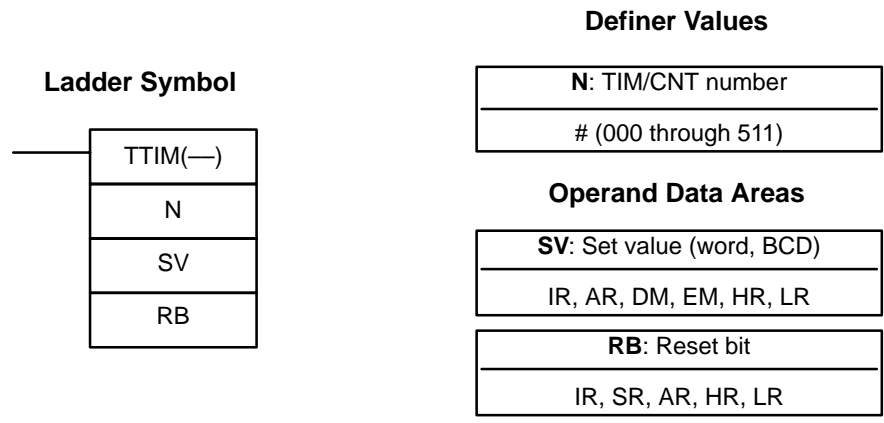 Definer Values
Ladder Symbol
N: TIM/CNT number
# (000 through 511)
TTIM(––)
N
SV
RB
Operand Data Areas
SV: Set value (word, BCD)
IR, AR, DM, EM, HR, LR
RB: Reset bit
IR, SR, AR, HR, LR